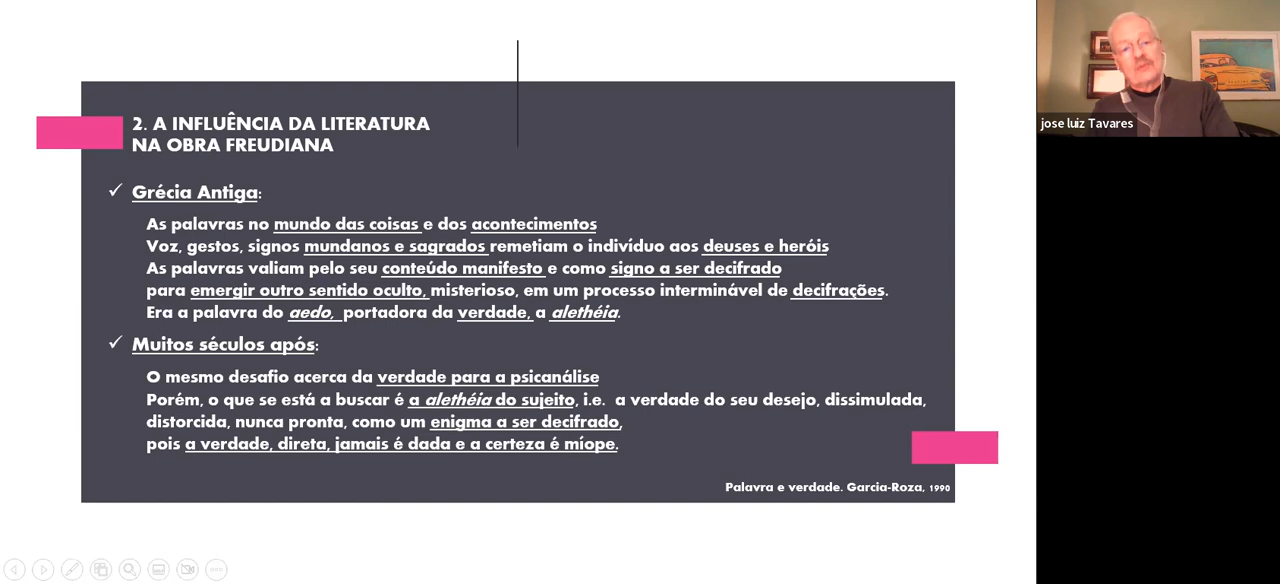 2. A INFLUÊNCIA DA LITERATURA
NA OBRA FREUDIANA
✓ Grécia Antiga:
As palavras no mundo das coisas e dos acontecimentos
Voz, gestos, signos mundanos e sagrados remetiam o indivíduo aos deuses e heróis
As palavras valiam pelo seu conteúdo manifesto e como signo a ser decifrado
para emergir outro sentido oculto, misterioso, em um processo interminável de decifrações.
Era a palavra do aedo, portadora da verdade, a alethéia.
✓ Muitos séculos após:
O mesmo desafio acerca da verdade para a psicanálise
Porém, o que se está a buscar é a alethéia do sujeito, i.e. a verdade do seu desejo, dissimulada,
distorcida, nunca pronta, como um enigma a ser decifrado,
pois a verdade, direta, jamais é dada e a certeza é míope.
Palavra e verdade. Garcia-Roza, 1990
jose luiz Tavares